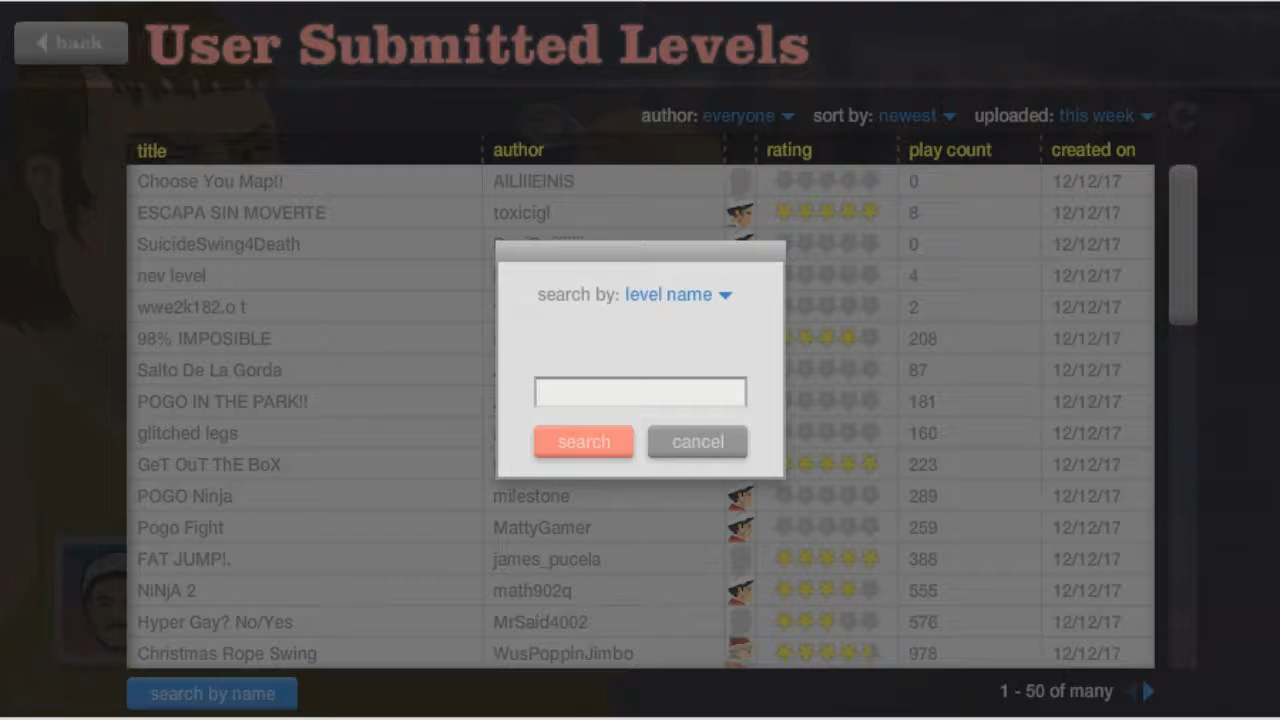 back
User Submitted Levels
author: everyone sort by: newest uploaded: this week
title author rating play count created on
Choose You Map!! AILIIIEINIS 0 12/12/17
ESCAPA SIN MOVERTE toxicigl 8 12/12/17
SuicideSwing4Death 0 12/12/17
nev level 4 12/12/17
wwe2k182.o t 2 12/12/17
98% IMPOSIBLE 208 12/12/17
Salto De La Gorda 87 12/12/17
POGO IN THE PARK!! 181 12/12/17
glitched legs 160 12/12/17
GeT OuT ThE BoX 223 12/12/17
POGO Ninja milestone 289 12/12/17
Pogo Fight MattyGamer 259 12/12/17
FAT JUMP!. james_pucela 388 12/12/17
NiNjA 2 math902q 555 12/12/17
Hyper Gay? No/Yes MrSaid4002 576 12/12/17
Christmas Rope Swing WusPoppinJimbo 978 12/12/17
search by: level name
search cancel
search by name
1 - 50 of many